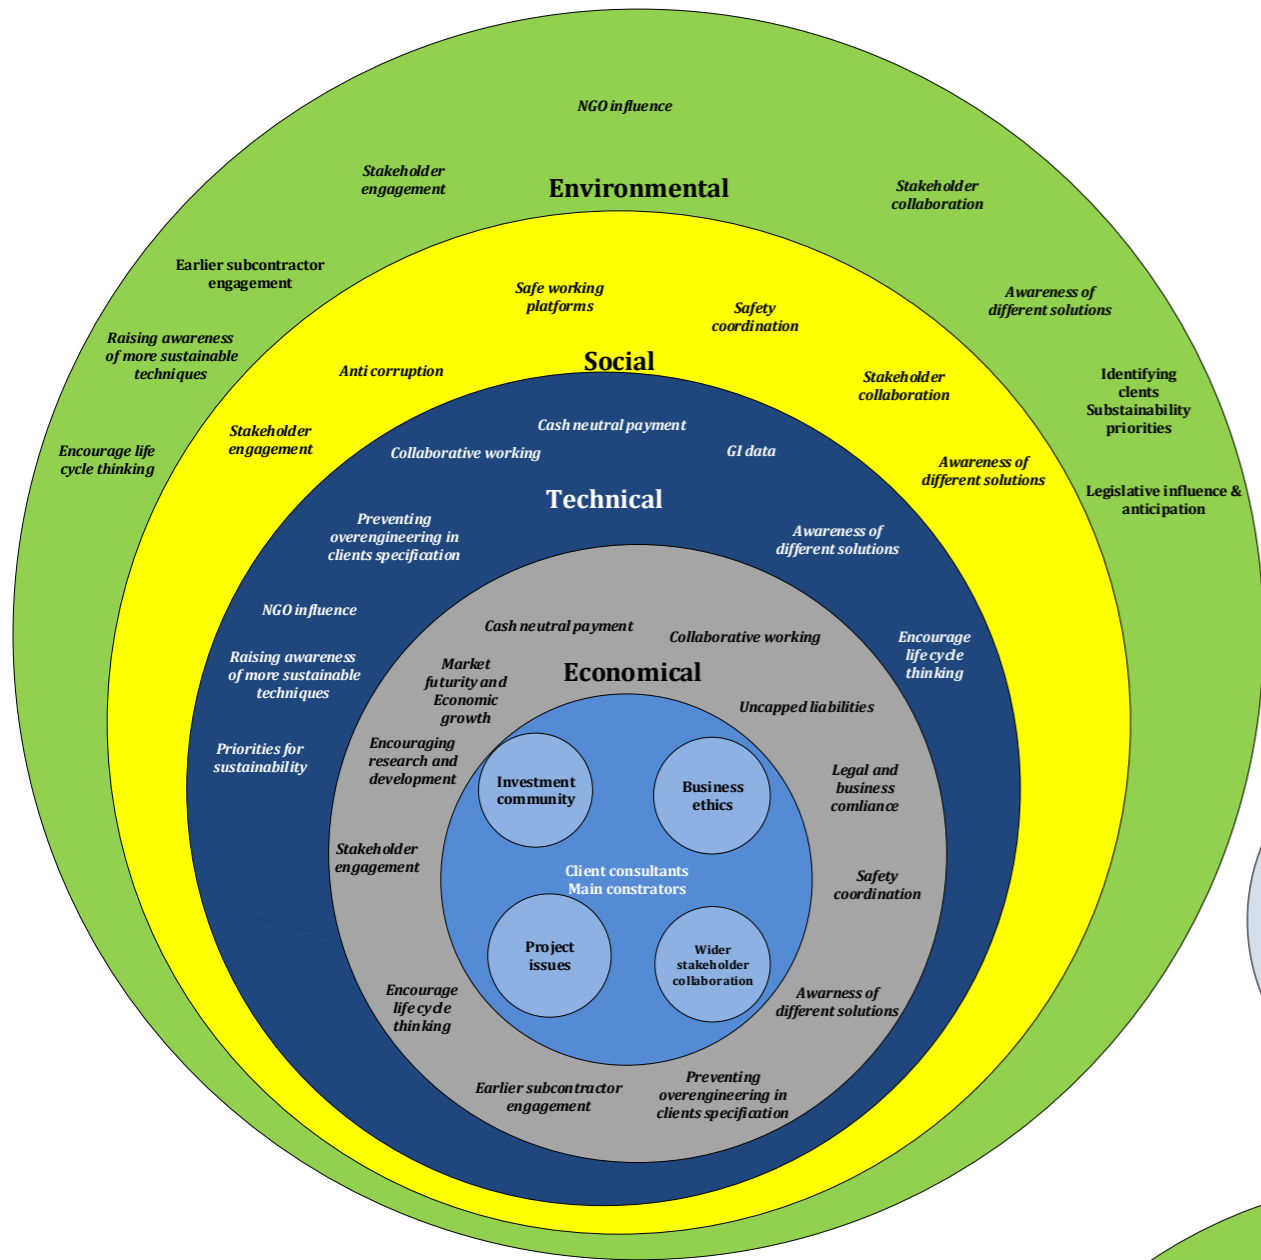 NGO influence
Stakeholder
engagement
Environmental
Stakeholder
collaboration
Earlier subcontractor
engagement
Awareness of
different solutions
Raising awareness
of more sustainable
techniques
Identifying
clents
Substainability
priorities
Encourage life
cycle thinking
Legislative influence &
anticipation
Safe working
platforms
Safety
coordination
Social
Anti corruption
Stakeholder
collaboration
Stakeholder
engagement
Awareness of
different solutions
Cash neutral payment
Collaborative working
GI data
Technical
Preventing
overengineering in
clients specification
Awareness of
different solutions
NGO influence
Encourage
life cycle
thinking
Raising awareness
of more sustainable
techniques
Priorities for
sustainability
Cash neutral payment
Collaborative working
Economical
Market
futurity and
Economic
growth
Uncapped liabilities
Encouraging
research and
development
Legal and
business
comliance
Stakeholder
engagement
Safety
coordination
Encourage
life cycle
thinking
Awarness of
different solutions
Earlier subcontractor
engagement
Preventing
overengineering in
clients specification
Investment
community
Business
ethics
Client consultants
Main constrators
Project
issues
Wider
stakeholder
collaboration